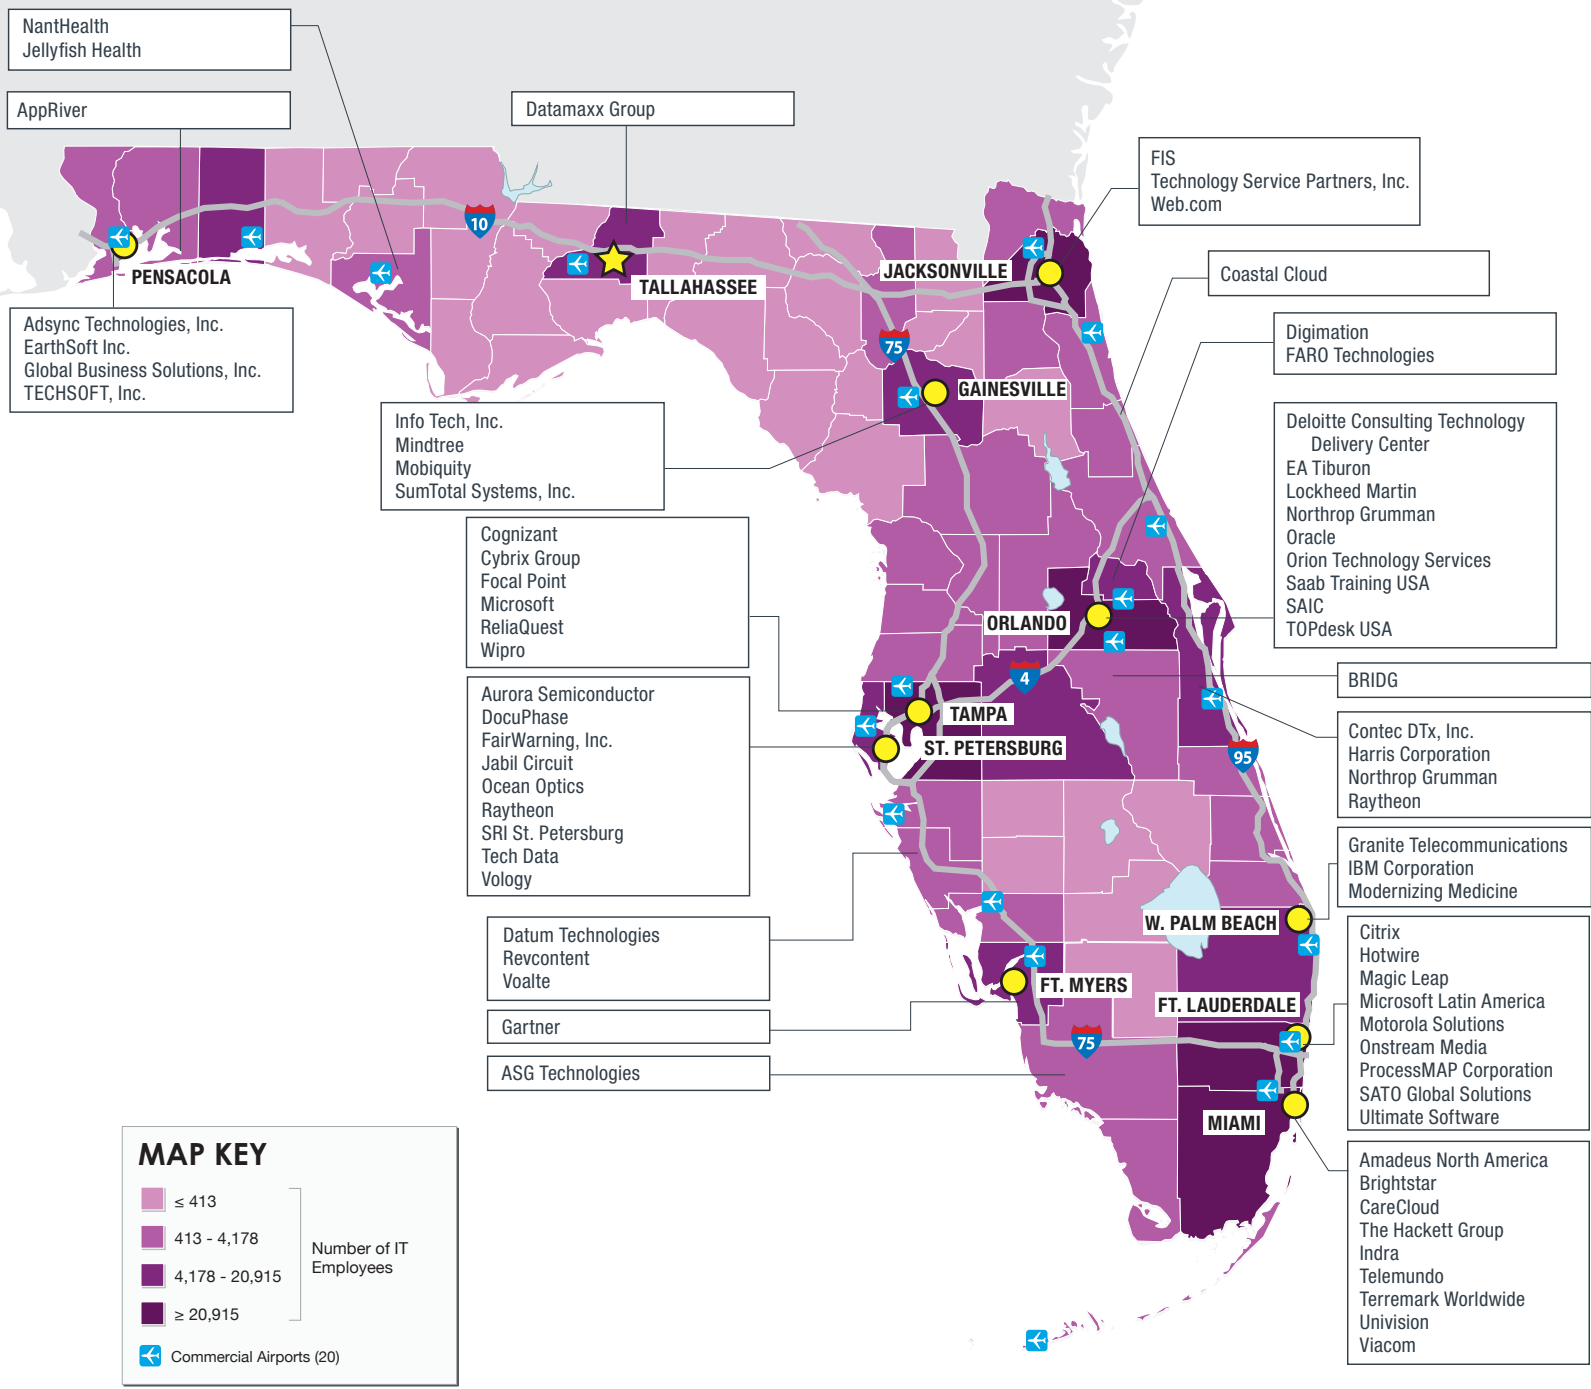 NantHealth
Jellyfish Health
AppRiver
Datamaxx Group
FIS
Technology Service Partners, Inc.
Web.com
10
PENSACOLA
TALLAHASSEE
JACKSONVILLE
Coastal Cloud
Adsync Technologies, Inc.
EarthSoft Inc.
Global Business Solutions, Inc.
TECHSOFT, Inc.
75
Digimation
FARO Technologies
GAINESVILLE
Info Tech, Inc.
Mindtree
Mobiquity
SumTotal Systems, Inc.
Deloitte Consulting Technology
Delivery Center
EA Tiburon
Lockheed Martin
Northrop Grumman
Oracle
Orion Technology Services
Saab Training USA
SAIC
TOPdesk USA
Cognizant
Cybrix Group
Focal Point
Microsoft
ReliaQuest
Wipro
ORLANDO
4
BRIDG
Aurora Semiconductor
DocuPhase
FairWarning, Inc.
Jabil Circuit
Ocean Optics
Raytheon
SRI St. Petersburg
Tech Data
Vology
TAMPA
ST. PETERSBURG
95
Contec DTx, Inc.
Harris Corporation
Northrop Grumman
Raytheon
Granite Telecommunications
IBM Corporation
Modernizing Medicine
W. PALM BEACH
Datum Technologies
Revcontent
Voalte
Citrix
Hotwire
Magic Leap
Microsoft Latin America
Motorola Solutions
Onstream Media
ProcessMAP Corporation
SATO Global Solutions
Ultimate Software
FT. MYERS
FT. LAUDERDALE
Gartner
75
ASG Technologies
MIAMI
Amadeus North America
Brightstar
CareCloud
The Hackett Group
Indra
Telemundo
Terremark Worldwide
Univision
Viacom
MAP KEY
≤ 413
413 - 4,178
4,178 - 20,915
≥ 20,915
Number of IT
Employees
Commercial Airports (20)